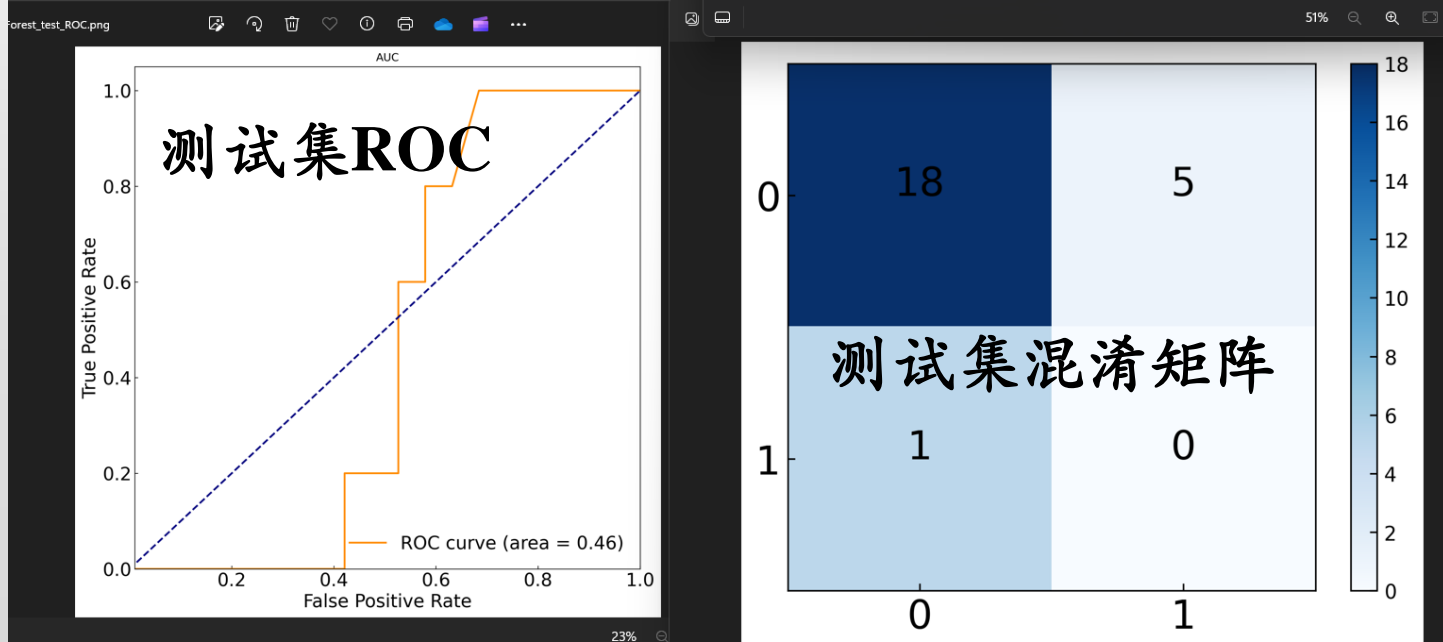 Forest_test_ROC.png
51%
AUC
测试集ROC
1.0
0.8
0.6
0.4
0.2
0.0
True Positive Rate
ROC curve (area = 0.46)
0.2 0.4 0.6 0.8 1.0
False Positive Rate
23%
0
1
18 5
测试集混淆矩阵
1 0
0 1
18
16
14
12
10
8
6
4
2
0